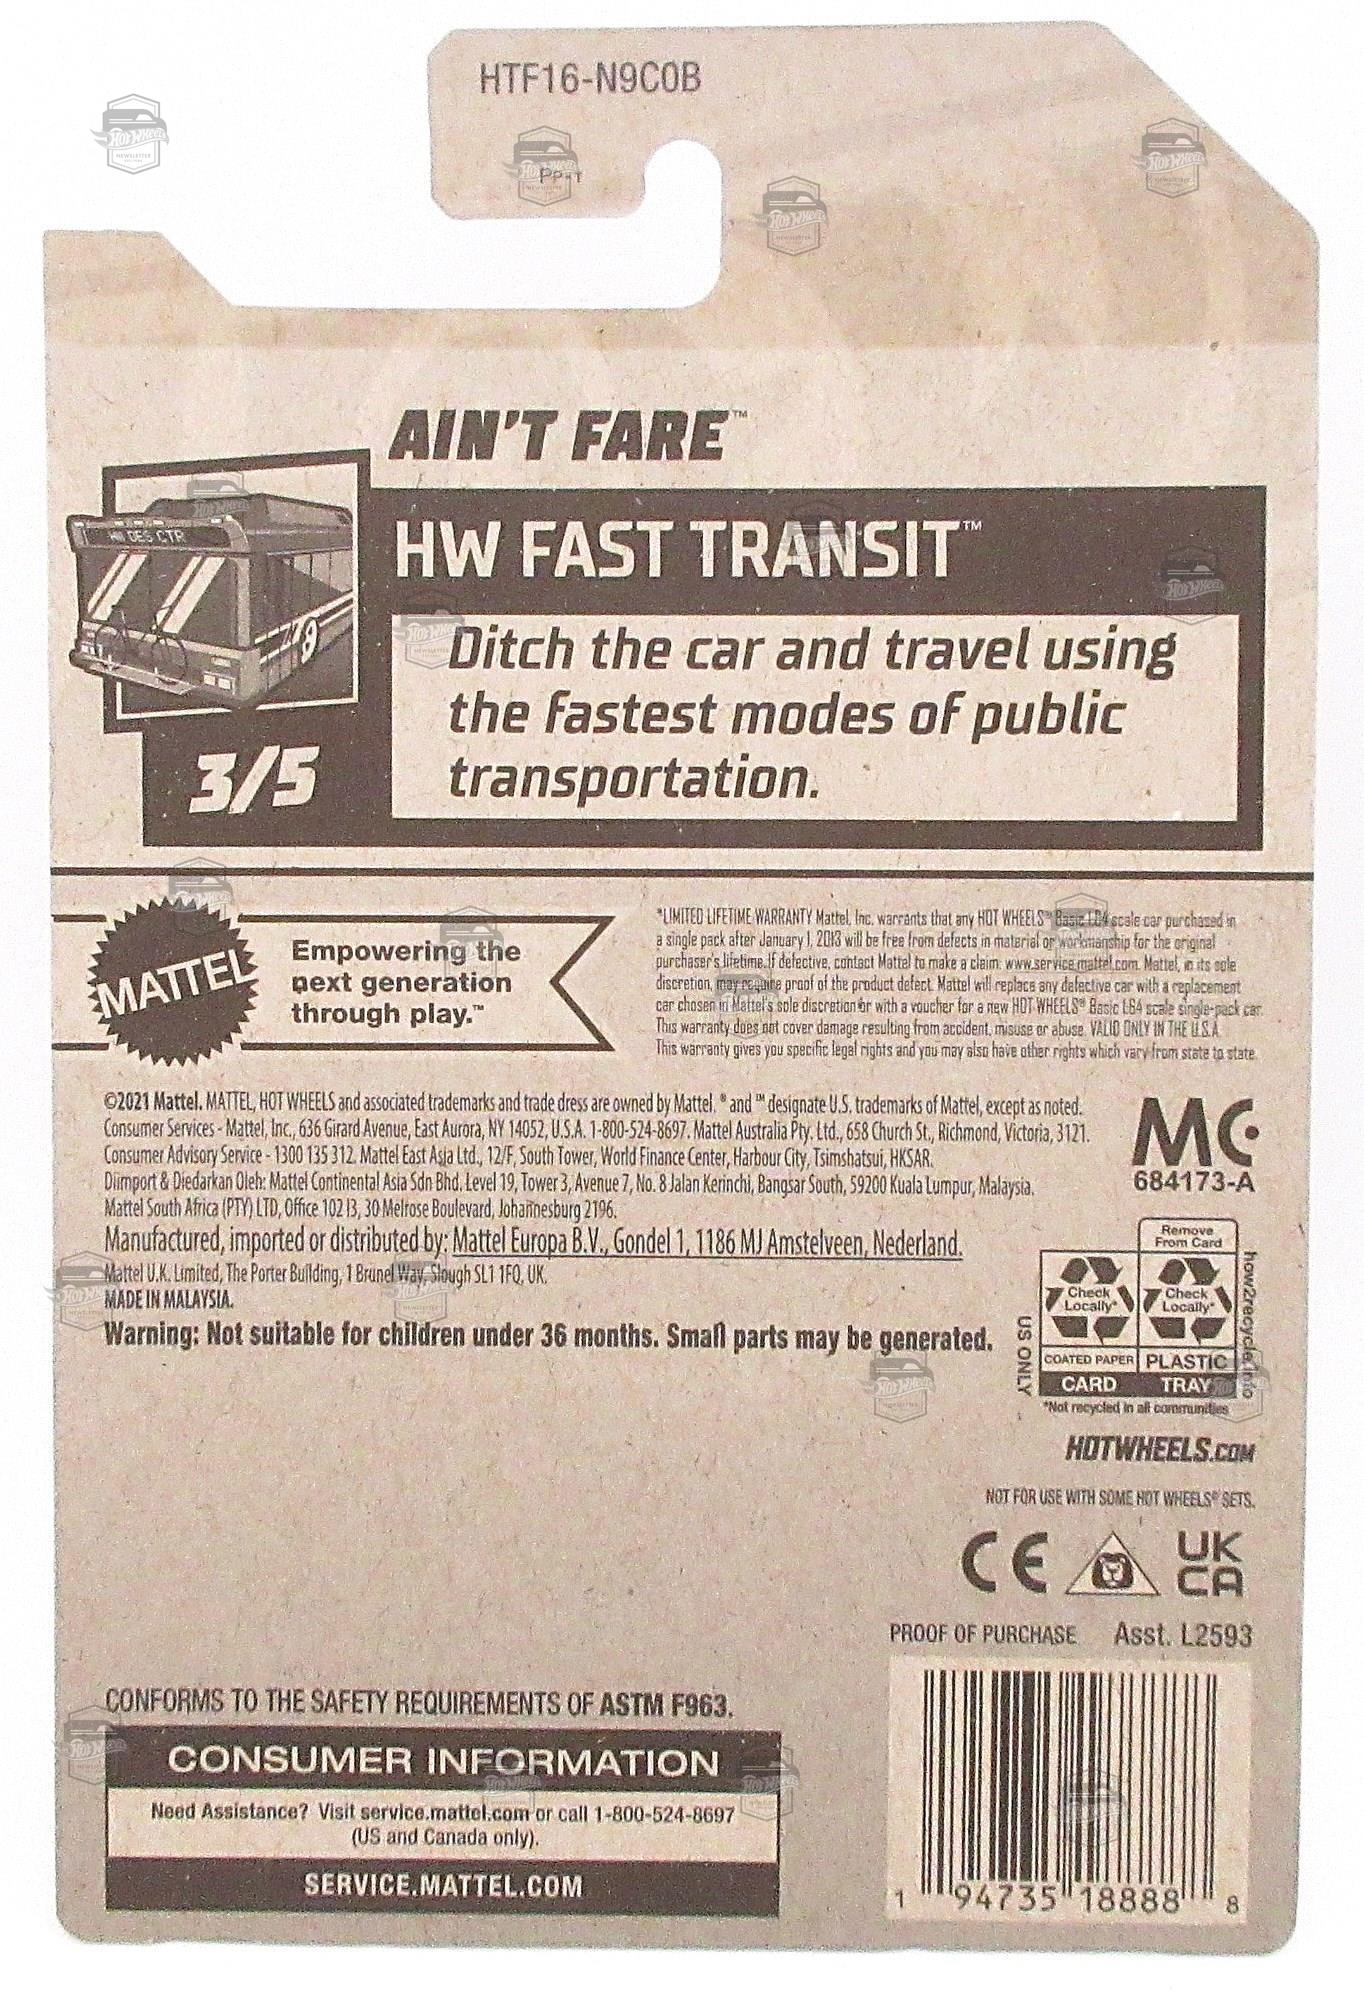 HTF16-N9C0B
AIN'T FARE™
HW FAST TRANSIT™
HW DES CTR
Ditch the car and travel using
the fastest modes of public
transportation.
3/5
MATTEL
Empowering the
next generation
through play.™
*LIMITED LIFETIME WARRANTY Mattel, Inc. warrants that any HOT WHEELS® Basic 1:64 scale car purchased in
a single pack after January 1, 2013 will be free from defects in material or workmanship for the original
purchaser's lifetime. If defective, contact Mattel to make a claim: www.service.mattel.com. Mattel, in its sole
discretion, may require proof of the product defect. Mattel will replace any defective car with a replacement
car chosen in Mattel's sole discretion or with a voucher for a new HOT WHEELS® Basic 1:64 scale single-pack car.
This warranty does not cover damage resulting from accident, misuse or abuse. VALID ONLY IN THE U.S.A.
This warranty gives you specific legal rights and you may also have other rights which vary from state to state.
©2021 Mattel. MATTEL, HOT WHEELS and associated trademarks and trade dress are owned by Mattel. ® and ™ designate U.S. trademarks of Mattel, except as noted.
Consumer Services - Mattel, Inc., 636 Girard Avenue, East Aurora, NY 14052, U.S.A. 1-800-524-8697. Mattel Australia Pty. Ltd., 658 Church St., Richmond, Victoria, 3121.
Consumer Advisory Service - 1300 135 312. Mattel East Asia Ltd., 12/F, South Tower, World Finance Center, Harbour City, Tsimshatsui, HKSAR.
Diimport & Diedarkan Oleh: Mattel Continental Asia Sdn Bhd. Level 19, Tower 3, Avenue 7, No. 8 Jalan Kerinchi, Bangsar South, 59200 Kuala Lumpur, Malaysia.
Mattel South Africa (PTY) LTD, Office 102 I3, 30 Melrose Boulevard, Johannesburg 2196.
Manufactured, imported or distributed by: Mattel Europa B.V., Gondel 1, 1186 MJ Amstelveen, Nederland.
Mattel U.K. Limited, The Porter Building, 1 Brunel Way, Slough SL1 1FQ, UK.
MADE IN MALAYSIA.
Warning: Not suitable for children under 36 months. Small parts may be generated.
MC
684173-A
Remove
From Card
Check
Locally*
Check
Locally*
COATED PAPER
PLASTIC
CARD
TRAY
US ONLY
how2recycle.info
*Not recycled in all communities
HOTWHEELS.COM
NOT FOR USE WITH SOME HOT WHEELS® SETS.
CE
UK
CA
PROOF OF PURCHASE Asst. L2593
1 94735 18888 8
CONFORMS TO THE SAFETY REQUIREMENTS OF ASTM F963.
CONSUMER INFORMATION
Need Assistance? Visit service.mattel.com or call 1-800-524-8697
(US and Canada only).
SERVICE.MATTEL.COM